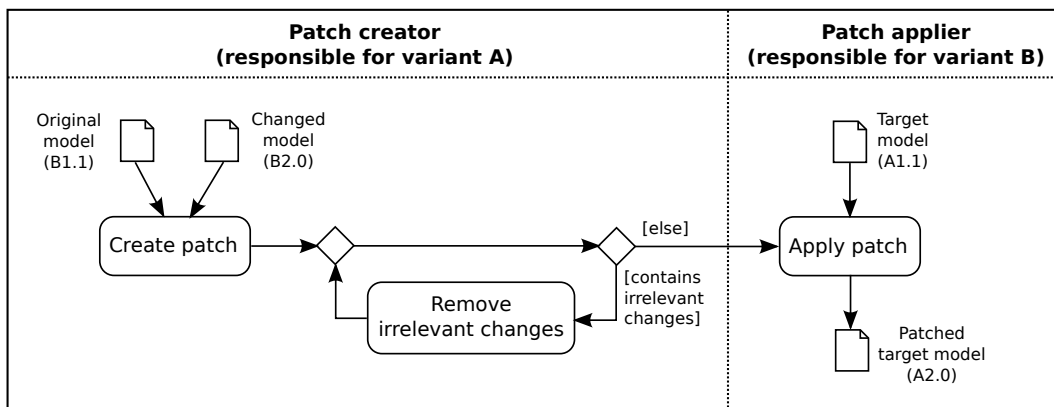 Patch creator
(responsible for variant A)
Patch applier
(responsible for variant B)
Original
model
(B1.1)
Changed
model
(B2.0)
Target
model
(A1.1)
Create patch
[else]
Apply patch
[contains
irrelevant
changes]
Remove
irrelevant changes
Patched
target model
(A2.0)